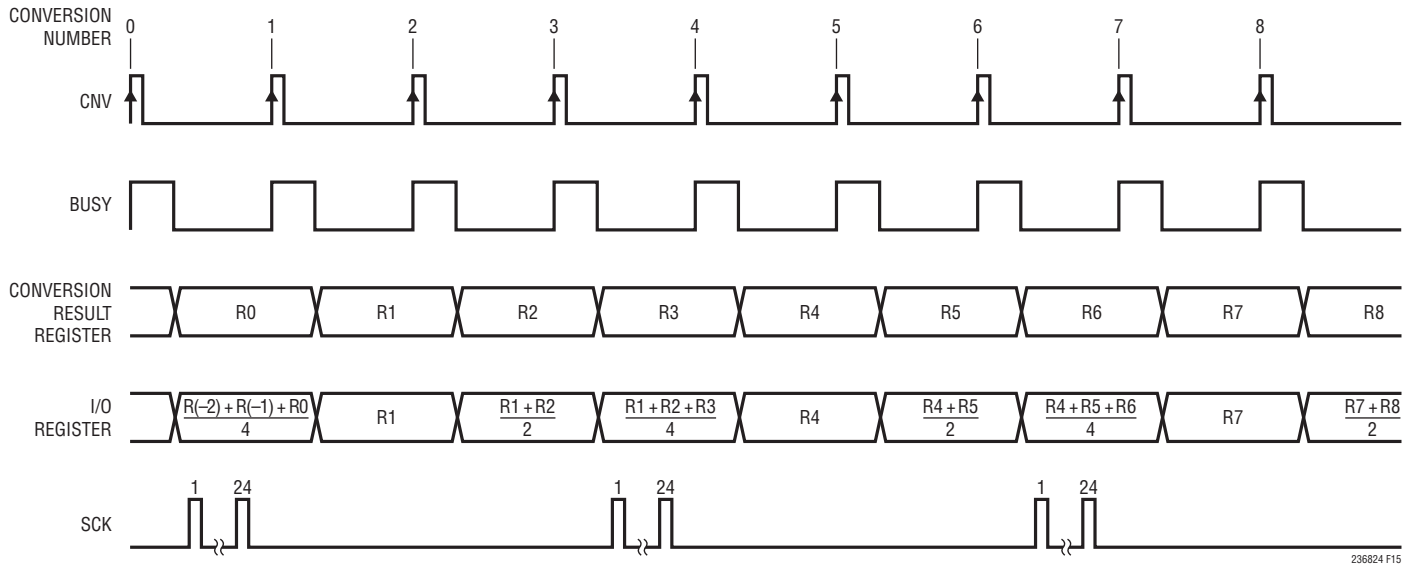 CONVERSION
NUMBER
0 1 2 3 4 5 6 7 8
CNV
BUSY
CONVERSION
RESULT
REGISTER
R0 R1 R2 R3 R4 R5 R6 R7 R8
I/O
REGISTER
R(–2) + R(–1) + R0
4
R1
R1 + R2
2
R1 + R2 + R3
4
R4
R4 + R5
2
R4 + R5 + R6
4
R7
R7 + R8
2
SCK
1 24 1 24 1 24
236824 F15